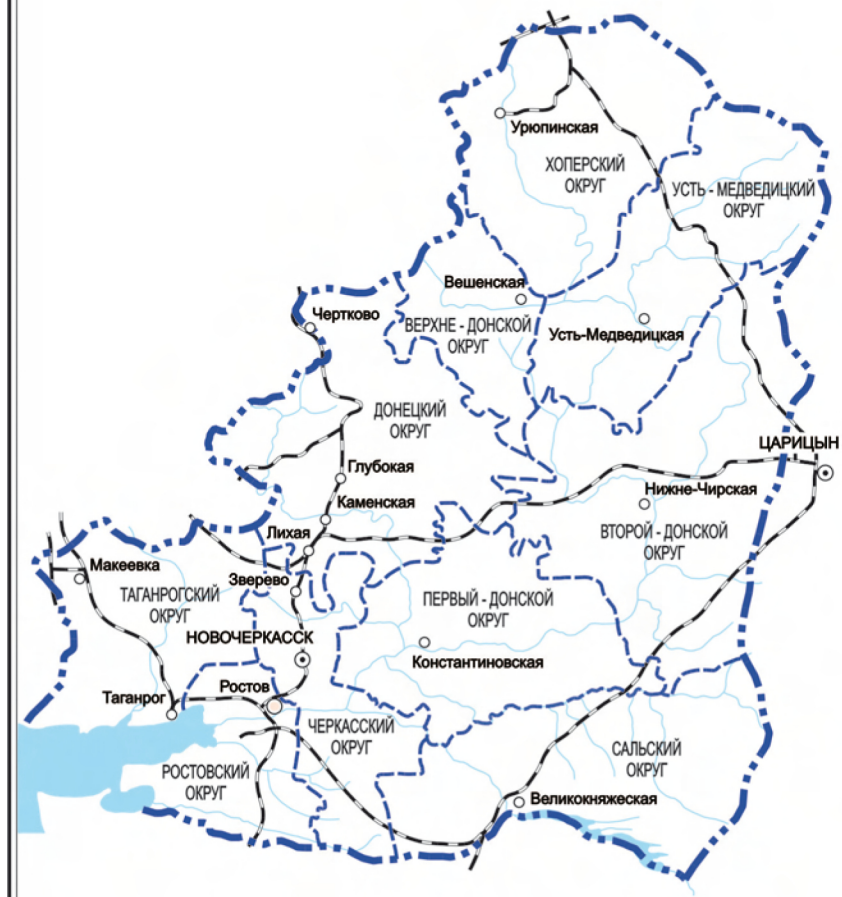 Урюпинская
ХОПЕРСКИЙ
ОКРУГ
УСТЬ - МЕДВЕДИЦКИЙ
ОКРУГ
Вешенская
Чертково
ВЕРХНЕ - ДОНСКОЙ
ОКРУГ
Усть-Медведицкая
ДОНЕЦКИЙ
ОКРУГ
ЦАРИЦЫН
Глубокая
Нижне-Чирская
Каменская
ВТОРОЙ - ДОНСКОЙ
ОКРУГ
Лихая
Макеевка
Зверево
ТАГАНРОГСКИЙ
ОКРУГ
ПЕРВЫЙ - ДОНСКОЙ
ОКРУГ
НОВОЧЕРКАССК
Константиновская
Ростов
Таганрог
ЧЕРКАССКИЙ
ОКРУГ
САЛЬСКИЙ
ОКРУГ
РОСТОВСКИЙ
ОКРУГ
Великокняжеская